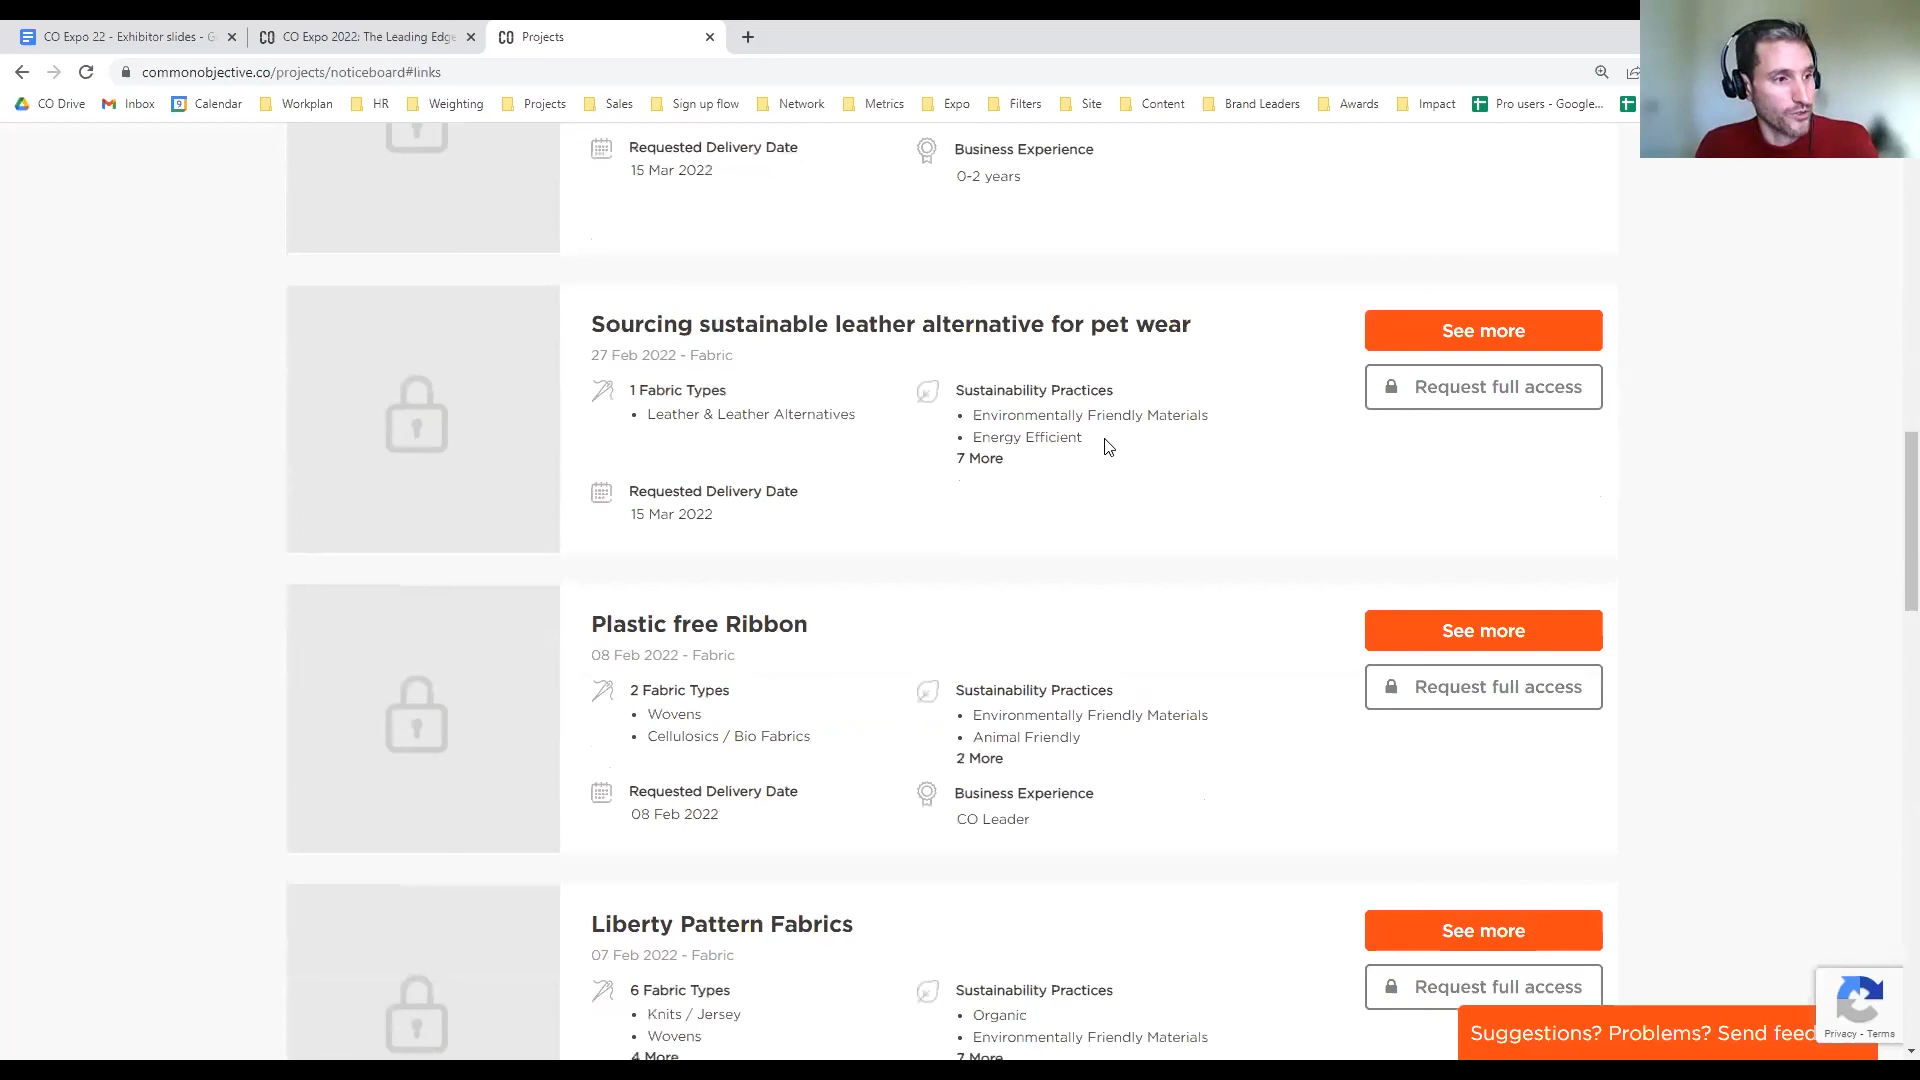 CO Expo 22 - Exhibitor slides - G
CO Expo 2022: The Leading Edge
Projects
commonobjective.co/projects/noticeboard#links
CO Drive
Inbox
Calendar
Workplan
HR
Weighting
Projects
Sales
Sign up flow
Network
Metrics
Expo
Filters
Site
Content
Brand Leaders
Awards
Impact
Pro users - Google...
Requested Delivery Date
15 Mar 2022
Business Experience
0-2 years
Sourcing sustainable leather alternative for pet wear
27 Feb 2022 - Fabric
1 Fabric Types
• Leather & Leather Alternatives
Sustainability Practices
• Environmentally Friendly Materials
• Energy Efficient
7 More
Requested Delivery Date
15 Mar 2022
See more
Request full access
Plastic free Ribbon
08 Feb 2022 - Fabric
2 Fabric Types
• Wovens
• Cellulosics / Bio Fabrics
Sustainability Practices
• Environmentally Friendly Materials
• Animal Friendly
2 More
Requested Delivery Date
08 Feb 2022
Business Experience
CO Leader
See more
Request full access
Liberty Pattern Fabrics
07 Feb 2022 - Fabric
6 Fabric Types
• Knits / Jersey
• Wovens
4 More
Sustainability Practices
• Organic
• Environmentally Friendly Materials
7 More
See more
Request full access
Suggestions? Problems? Send feed
Privacy - Terms